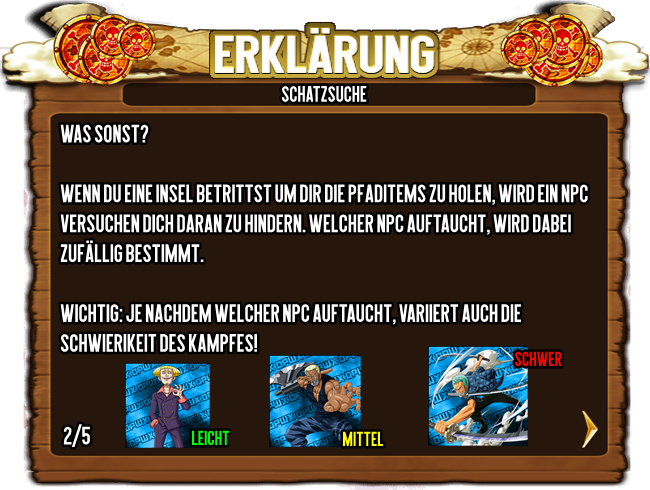 ERKLÄRUNG
SCHATZSUCHE
WAS SONST?
WENN DU EINE INSEL BETRITTST UM DIR DIE PFADITEMS ZU HOLEN, WIRD EIN NPC
VERSUCHEN DICH DARAN ZU HINDERN. WELCHER NPC AUFTAUCHT, WIRD DABEI
ZUFÄLLIG BESTIMMT.
WICHTIG: JE NACHDEM WELCHER NPC AUFTAUCHT, VARIIERT AUCH DIE
SCHWIERIKEIT DES KAMPFES!
SCHWER
2/5
LEICHT
MITTEL